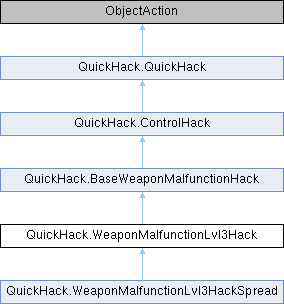 ObjectAction
QuickHack.QuickHack
QuickHack.ControlHack
QuickHack.BaseWeaponMalfunctionHack
QuickHack.WeaponMalfunctionLvl3Hack
QuickHack.WeaponMalfunctionLvl3HackSpread